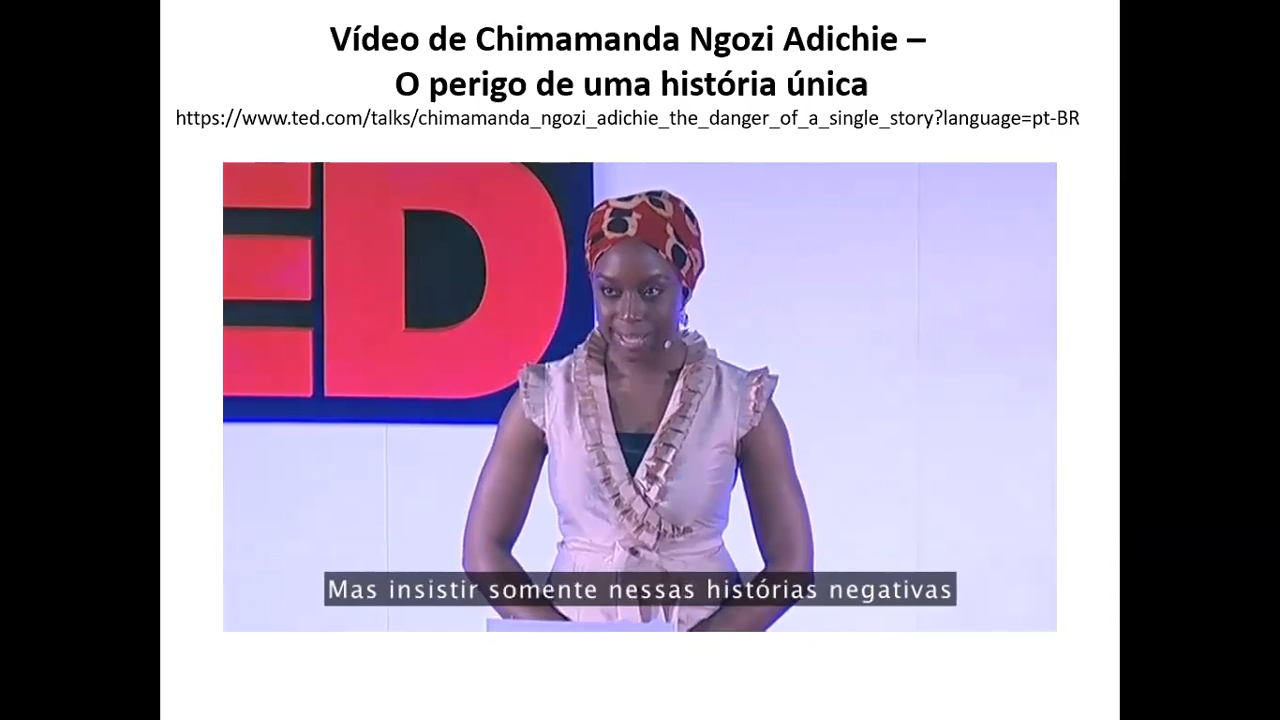 Vídeo de Chimamanda Ngozi Adichie –
O perigo de uma história única
https://www.ted.com/talks/chimamanda_ngozi_adichie_the_danger_of_a_single_story?language=pt-BR
ED
Mas insistir somente nessas histórias negativas